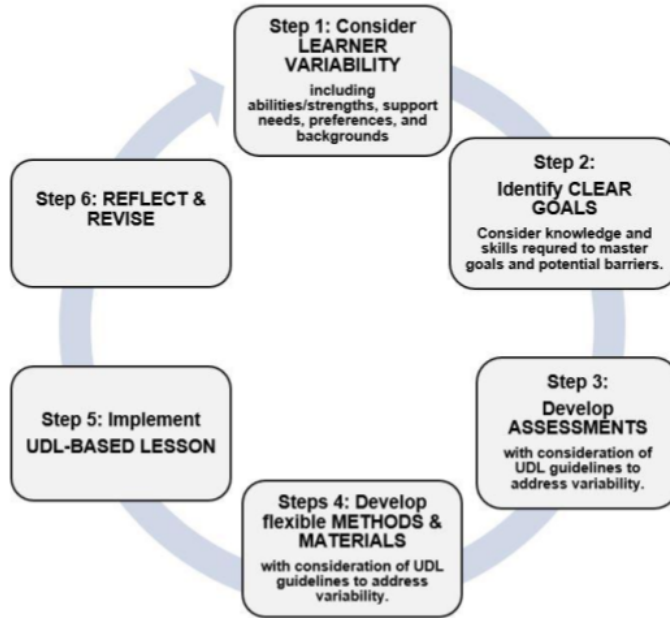 Step 1: Consider
LEARNER
VARIABILITY
including
abilities/strengths, support
needs, preferences, and
backgrounds
Step 2:
Identify CLEAR
GOALS
Consider knowledge and
skills requred to master
goals and potential barriers.
Step 3:
Develop
ASSESSMENTS
with consideration of
UDL guidelines to
address variability.
Steps 4: Develop
flexible METHODS &
MATERIALS
with consideration of UDL
guidelines to address
variability.
Step 5: Implement
UDL-BASED LESSON
Step 6: REFLECT &
REVISE